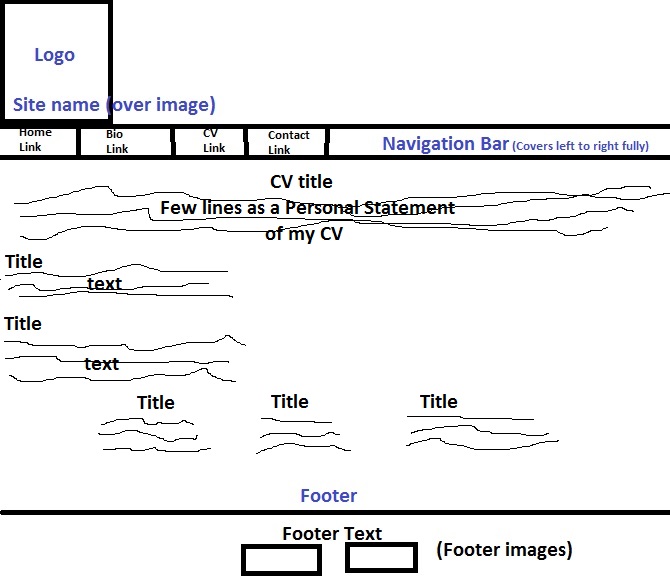 Logo
Site name (over image)
Home Link
Bio Link
CV Link
Contact Link
Navigation Bar (Covers left to right fully)
CV title
Few lines as a Personal Statement
of my CV
Title
text
Title
text
Title Title Title
Footer
Footer Text
(Footer images)